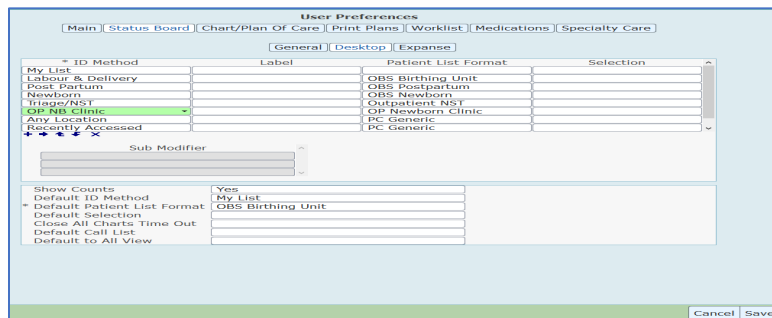 User Preferences
Main Status Board Chart/Plan Of Care Print Plans Worklist Medications Specialty Care
General Desktop Expanse
* ID Method Label Patient List Format Selection
My List
Labour & Delivery OBS Birthing Unit
Post Partum OBS Postpartum
Newborn OBS Newborn
Triage/NST Outpatient NST
OP NB Clinic OP Newborn Clinic
Any Location PC Generic
Recently Accessed PC Generic
Sub Modifier
Show Counts Yes
Default ID Method My List
* Default Patient List Format OBS Birthing Unit
Default Selection
Close All Charts Time Out
Default Call List
Default to All View
Cancel Save